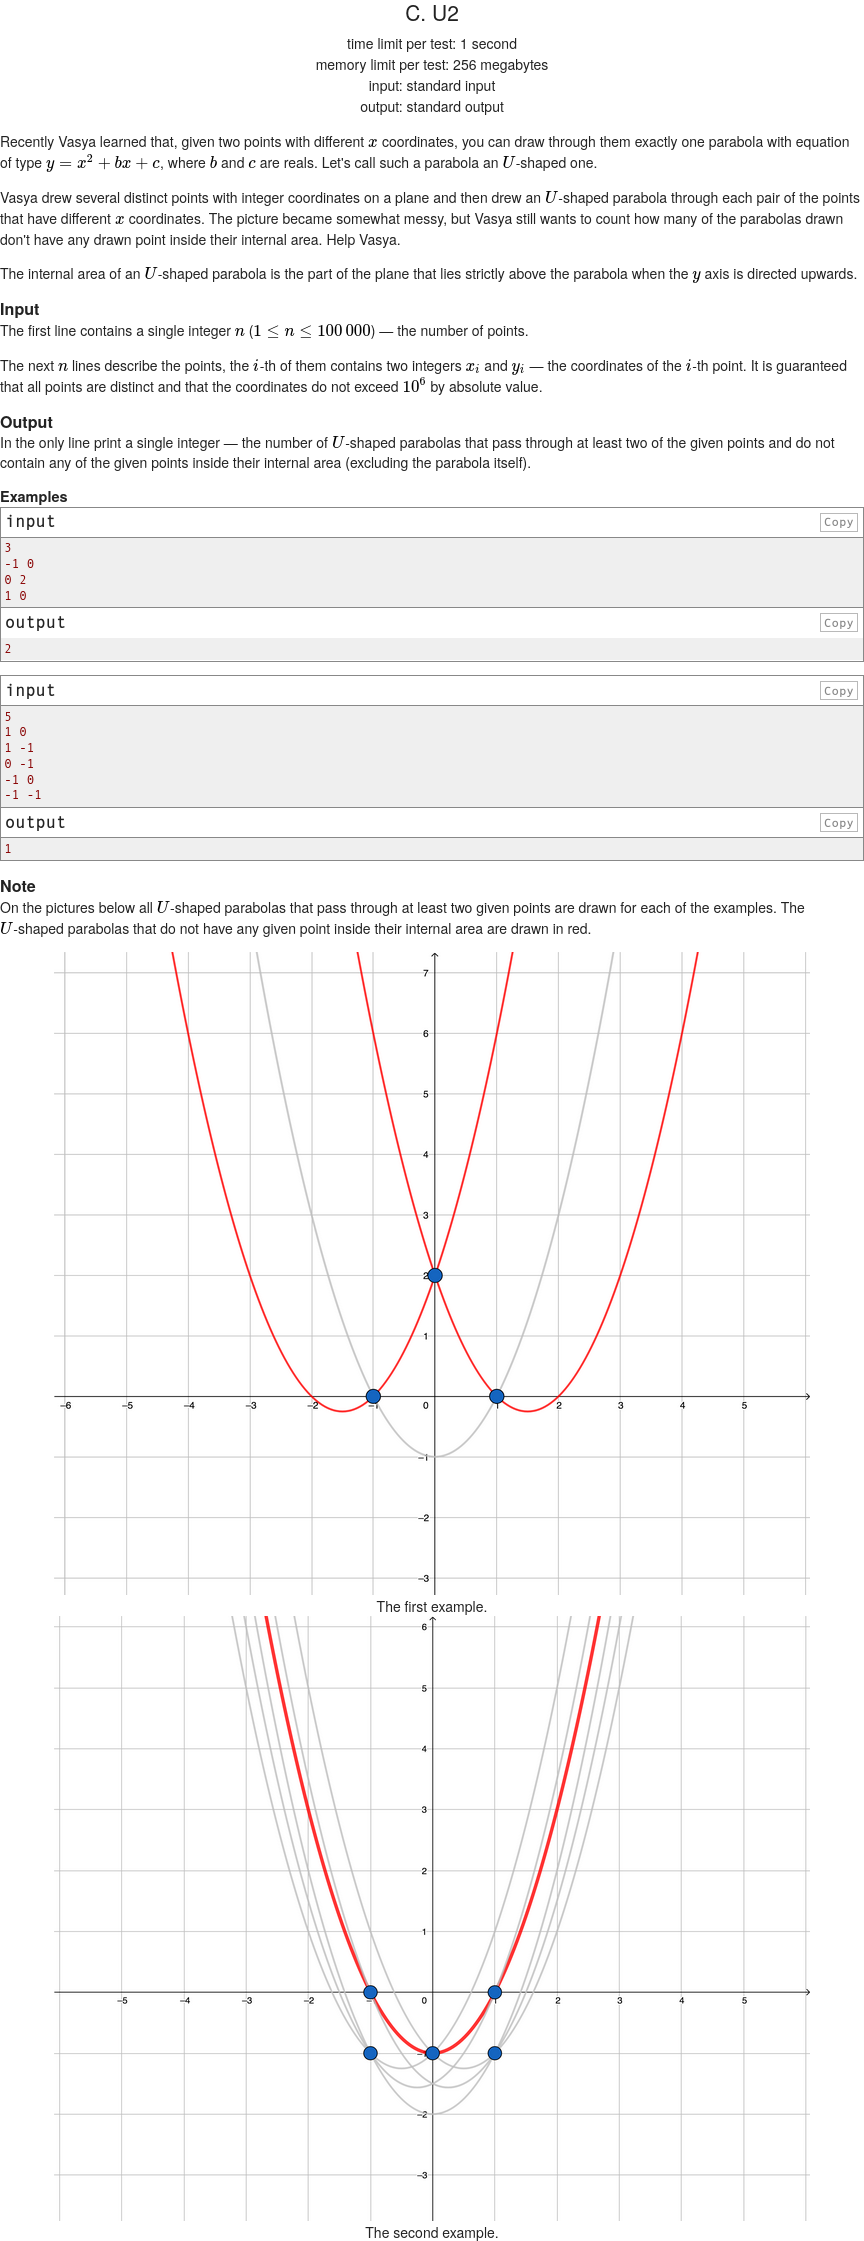 C. U2
time limit per test: 1 second
memory limit per test: 256 megabytes
input: standard input
output: standard output
Recently Vasya learned that, given two points with different x coordinates, you can draw through them exactly one parabola with equation
of type y = x² + bx + c, where b and c are reals. Let's call such a parabola an U-shaped one.
Vasya drew several distinct points with integer coordinates on a plane and then drew an U-shaped parabola through each pair of the points
that have different x coordinates. The picture became somewhat messy, but Vasya still wants to count how many of the parabolas drawn
don't have any drawn point inside their internal area. Help Vasya.
The internal area of an U-shaped parabola is the part of the plane that lies strictly above the parabola when the y axis is directed upwards.
Input
The first line contains a single integer n (1 ≤ n ≤ 100 000) — the number of points.
The next n lines describe the points, the i-th of them contains two integers xᵢ and yᵢ — the coordinates of the i-th point. It is guaranteed
that all points are distinct and that the coordinates do not exceed 10⁶ by absolute value.
Output
In the only line print a single integer — the number of U-shaped parabolas that pass through at least two of the given points and do not
contain any of the given points inside their internal area (excluding the parabola itself).
Examples
input Copy
3
-1 0
0 2
1 0
output Copy
2
input Copy
5
1 0
1 -1
0 -1
-1 0
-1 -1
output Copy
1
Note
On the pictures below all U-shaped parabolas that pass through at least two given points are drawn for each of the examples. The
U-shaped parabolas that do not have any given point inside their internal area are drawn in red.
7
6
5
4
3
2
1
−6 −5 −4 −3 −2 −1 0 1 2 3 4 5
−1
−2
−3
The first example.
6
5
4
3
2
1
−5 −4 −3 −2 0 1 2 3 4 5
−2
−3
The second example.